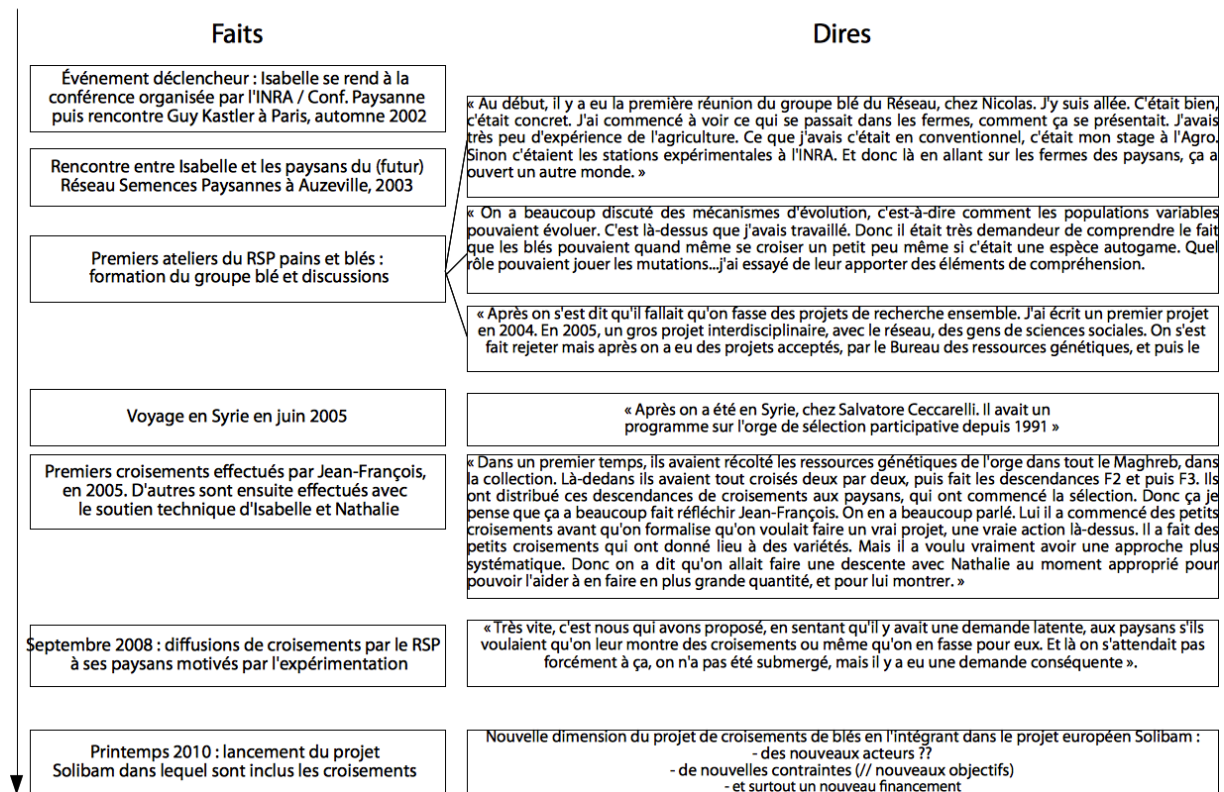 Faits
Dires
Événement déclencheur : Isabelle se rend à la
conférence organisée par l'INRA / Conf. Paysanne
puis rencontre Guy Kastler à Paris, automne 2002
« Au début, il y a eu la première réunion du groupe blé du Réseau, chez Nicolas. J'y suis allée. C'était bien,
c'était concret. J'ai commencé à voir ce qui se passait dans les fermes, comment ça se présentait. J'avais
très peu d'expérience de l'agriculture. Ce que j'avais c'était en conventionnel, c'était mon stage à l'Agro.
Sinon c'étaient les stations expérimentales à l'INRA. Et donc là en allant sur les fermes des paysans, ça a
ouvert un autre monde. »
Rencontre entre Isabelle et les paysans du (futur)
Réseau Semences Paysannes à Auzeville, 2003
Premiers ateliers du RSP pains et blés :
formation du groupe blé et discussions
« On a beaucoup discuté des mécanismes d'évolution, c'est-à-dire comment les populations variables
pouvaient évoluer. C'est là-dessus que j'avais travaillé. Donc il était très demandeur de comprendre le fait
que les blés pouvaient quand même se croiser un petit peu même si c'était une espèce autogame. Quel
rôle pouvaient jouer les mutations...j'ai essayé de leur apporter des éléments de compréhension.
« Après on s'est dit qu'il fallait qu'on fasse des projets de recherche ensemble. J'ai écrit un premier projet
en 2004. En 2005, un gros projet interdisciplinaire, avec le réseau, des gens de sciences sociales. On s'est
fait rejeter mais après on a eu des projets acceptés, par le Bureau des ressources génétiques, et puis le
Voyage en Syrie en juin 2005
« Après on a été en Syrie, chez Salvatore Ceccarelli. Il avait un
programme sur l'orge de sélection participative depuis 1991 »
Premiers croisements effectués par Jean-François,
en 2005. D'autres sont ensuite effectués avec
le soutien technique d'Isabelle et Nathalie
« Dans un premier temps, ils avaient récolté les ressources génétiques de l'orge dans tout le Maghreb, dans
la collection. Là-dedans ils avaient tout croisés deux par deux, puis fait les descendances F2 et puis F3. Ils
ont distribué ces descendances de croisements aux paysans, qui ont commencé la sélection. Donc ça je
pense que ça a beaucoup fait réfléchir Jean-François. On en a beaucoup parlé. Lui il a commencé des petits
croisements avant qu'on formalise qu'on voulait faire un vrai projet, une vraie action là-dessus. Il a fait des
petits croisements qui ont donné lieu à des variétés. Mais il a voulu vraiment avoir une approche plus
systématique. Donc on a dit qu'on allait faire une descente avec Nathalie au moment approprié pour
pouvoir l'aider à en faire en plus grande quantité, et pour lui montrer. »
Septembre 2008 : diffusions de croisements par le RSP
à ses paysans motivés par l'expérimentation
« Très vite, c'est nous qui avons proposé, en sentant qu'il y avait une demande latente, aux paysans s'ils
voulaient qu'on leur montre des croisements ou même qu'on en fasse pour eux. Et là on s'attendait pas
forcément à ça, on n'a pas été submergé, mais il y a eu une demande conséquente ».
Printemps 2010 : lancement du projet
Solibam dans lequel sont inclus les croisements
Nouvelle dimension du projet de croisements de blés en l'intégrant dans le projet européen Solibam :
- des nouveaux acteurs ??
- de nouvelles contraintes (// nouveaux objectifs)
- et surtout un nouveau financement